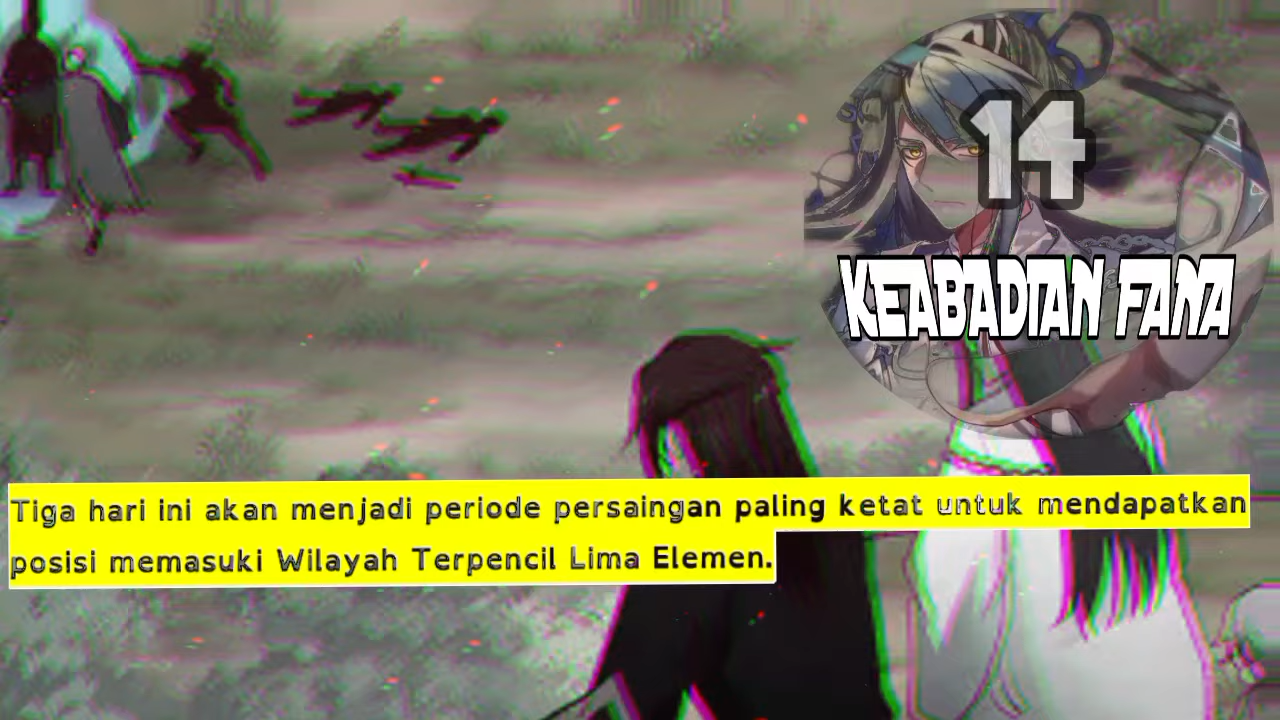 14
KEABADIAN FANA
Tiga hari ini akan menjadi periode persaingan paling ketat untuk mendapatkan
posisi memasuki Wilayah Terpencil Lima Elemen.